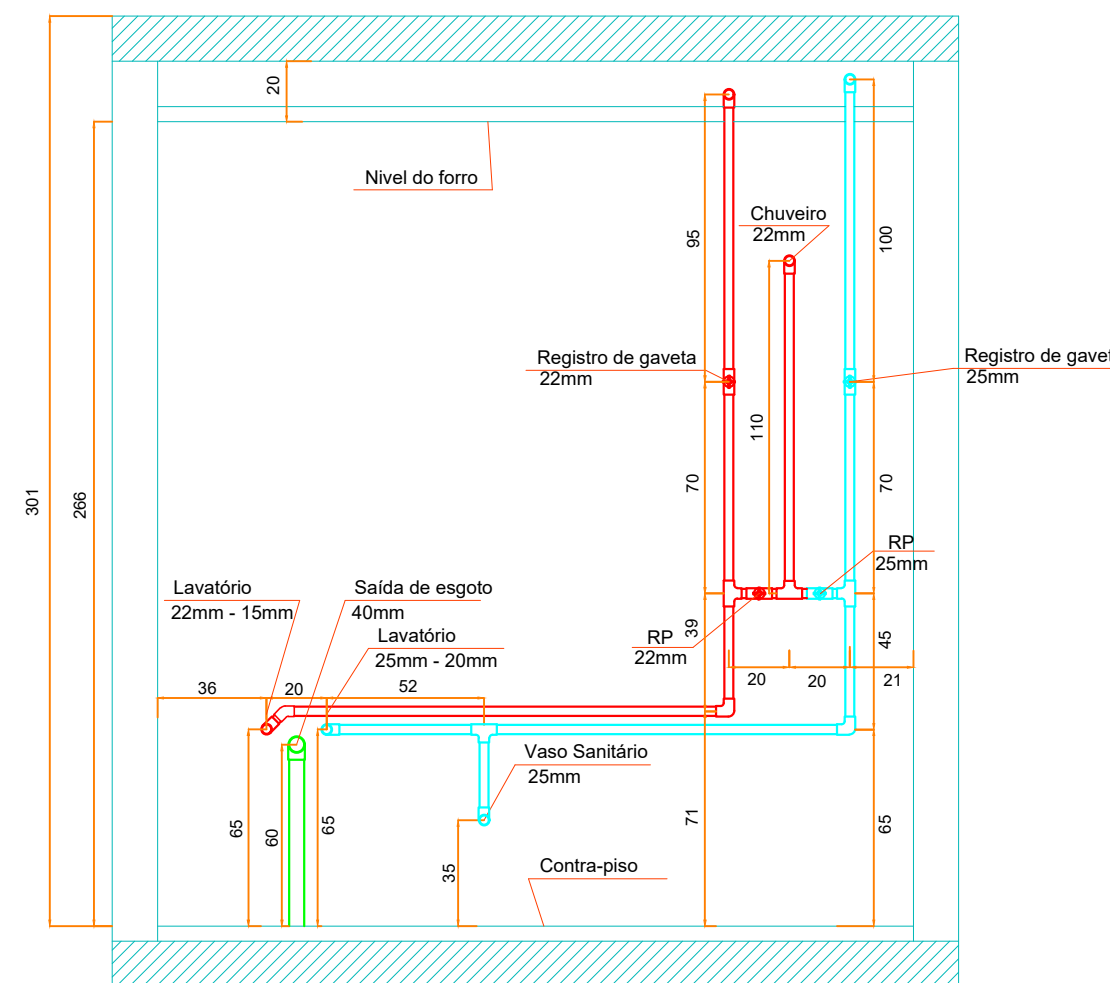 20
Nivel do forro
Chuveiro
22mm
95
100
Registro de gaveta
22mm
Registro de gavet
25mm
110
301
266
70
70
RP
25mm
Lavatório
22mm - 15mm
Saída de esgoto
40mm
Lavatório
25mm - 20mm
39
RP
22mm
45
20
20
21
36
20
52
Vaso Sanitário
25mm
65
60
65
35
71
65
Contra-piso